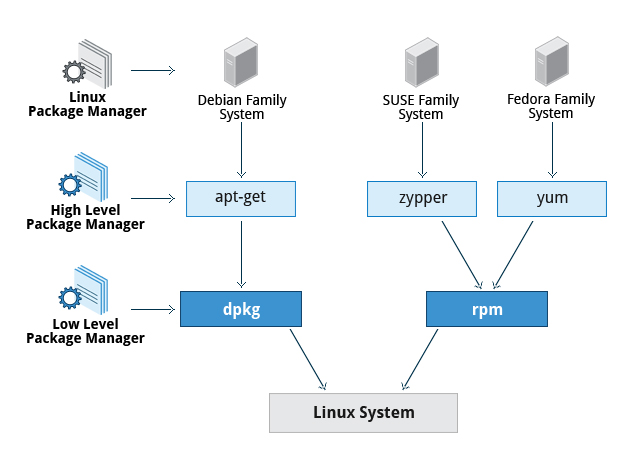 Linux
Package Manager
Debian Family
System
SUSE Family
System
Fedora Family
System
High Level
Package Manager
apt-get
zypper
yum
Low Level
Package Manager
dpkg
rpm
Linux System